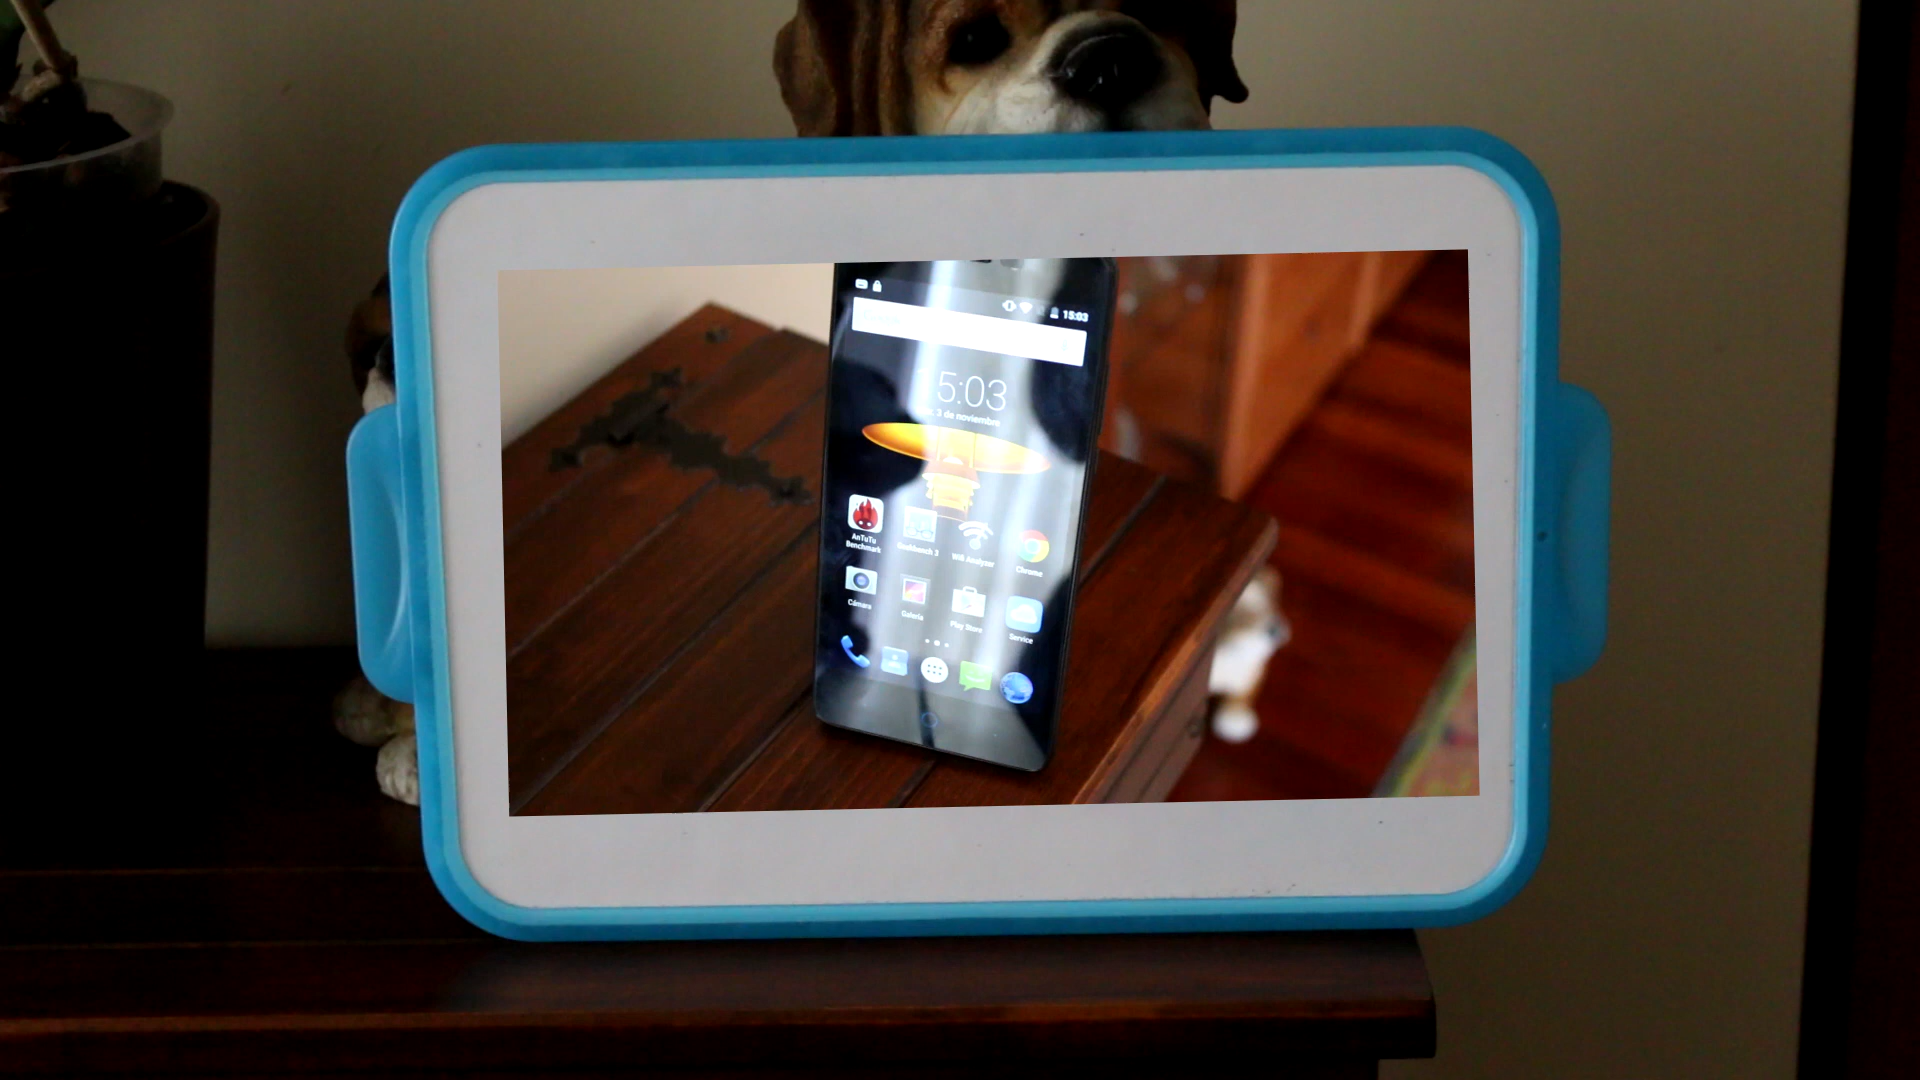 15:03
5:03
3 de noviembre
AnTuTu
Benchmark
Geekbench 3
Wifi Analyzer
Chrome
Cámara
Galería
Play Store
Service